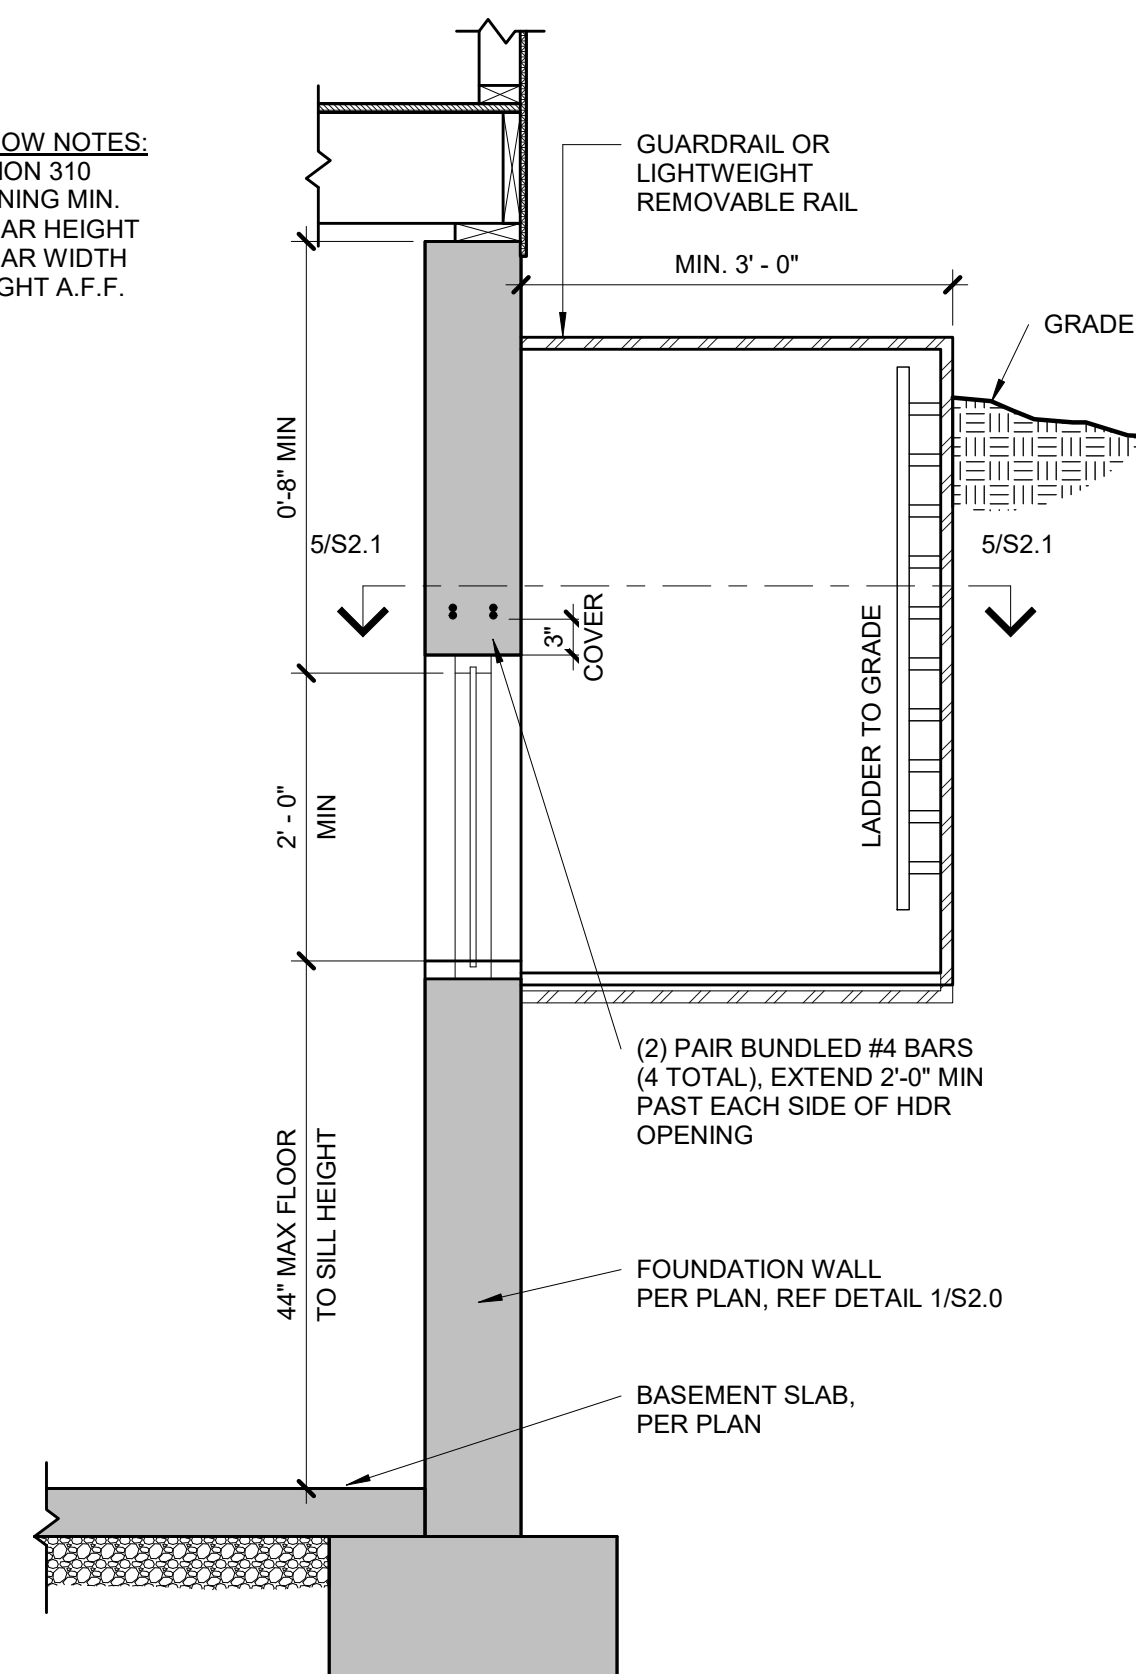 OW NOTES:
ION 310
NING MIN.
AR HEIGHT
AR WIDTH
GHT A.F.F.
GUARDRAIL OR
LIGHTWEIGHT
REMOVABLE RAIL
MIN. 3' - 0"
GRADE
0'-8" MIN
5/S2.1
5/S2.1
3"
COVER
LADDER TO GRADE
2' - 0"
MIN
(2) PAIR BUNDLED #4 BARS
(4 TOTAL), EXTEND 2'-0" MIN
PAST EACH SIDE OF HDR
OPENING
44" MAX FLOOR
TO SILL HEIGHT
FOUNDATION WALL
PER PLAN, REF DETAIL 1/S2.0
BASEMENT SLAB,
PER PLAN